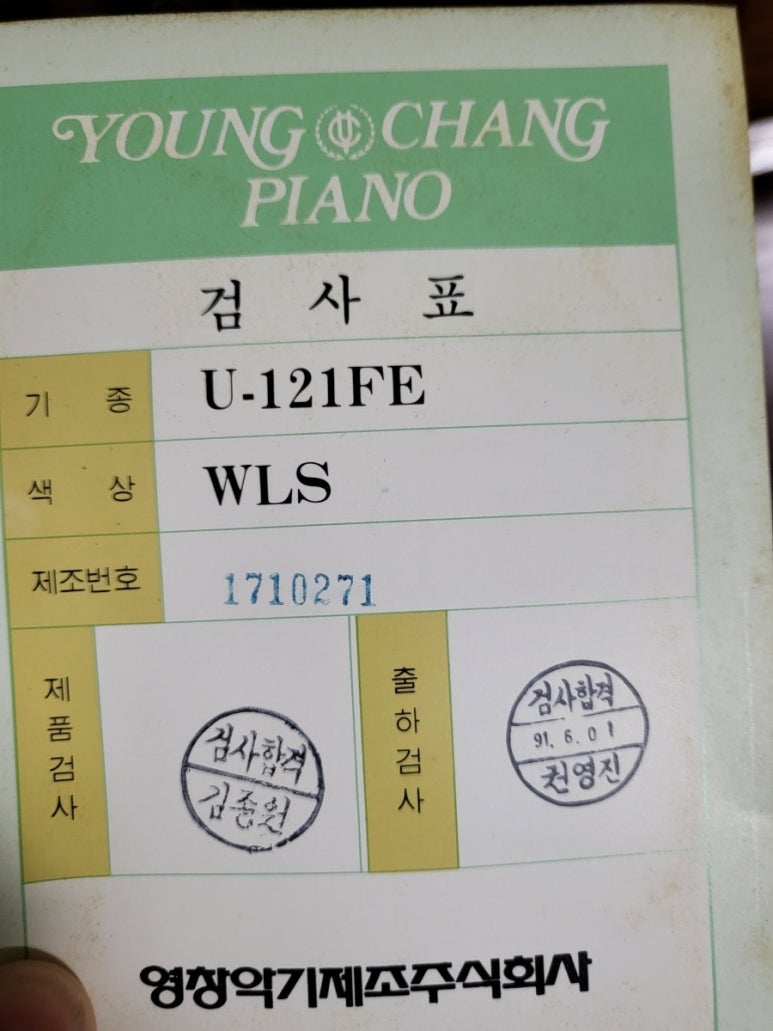 YOUNG CHANG
PIANO
검 사 표
기 종 U-121FE
색 상 WLS
제조번호 1710271
제품검사
검사합격
김종원
출하검사
검사합격
91. 6. 01
권영진
영창악기제조주식회사